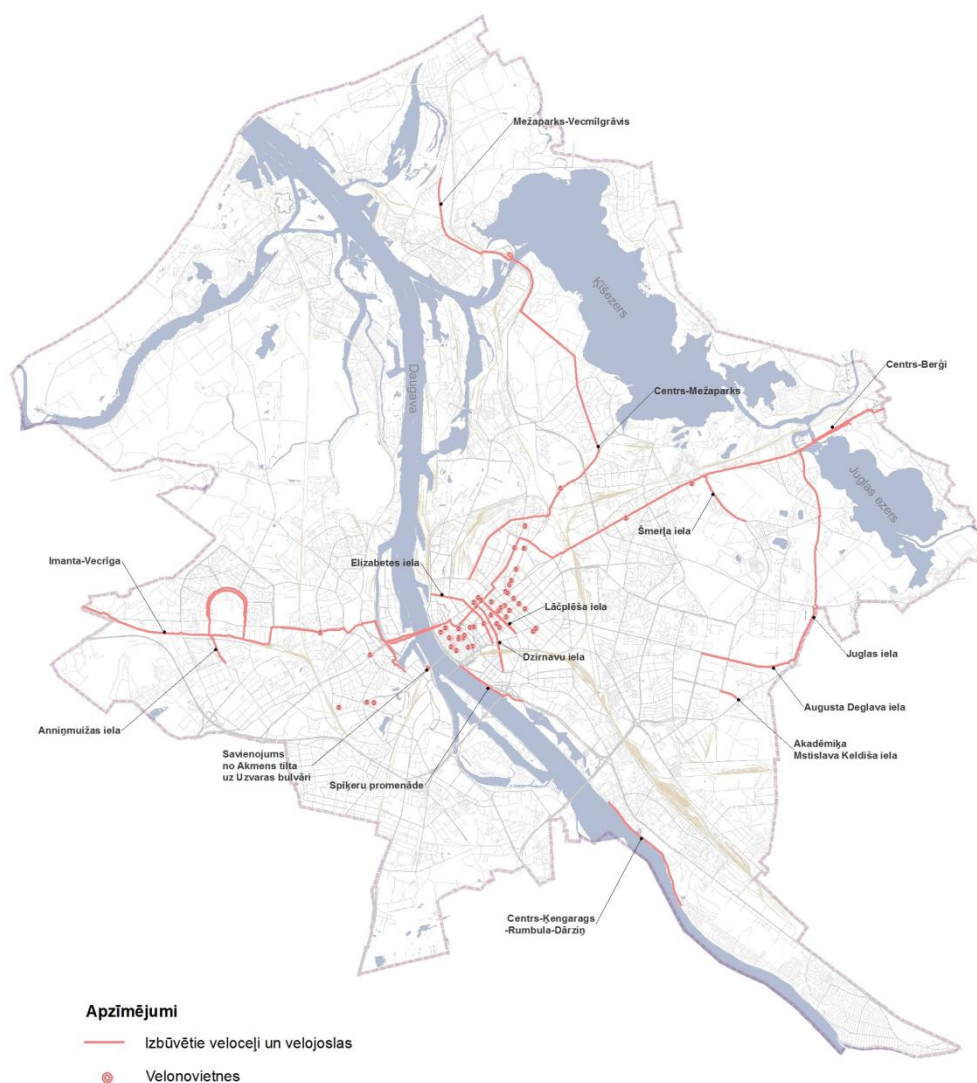 Mežaparks-Vecmīlgrāvis
Ķīšezers
Centrs-Berģi
Daugava
Centrs-Mežaparks
Juglas ezers
Šmerļa iela
Elizabetes iela
Imanta-Vecrīga
Lāčplēša iela
Dzirnavu iela
Juglas iela
Anniņmuižas iela
Augusta Deglava iela
Savienojums
no Akmens tilta
uz Uzvaras bulvāri
Spīķeru promenāde
Akadēmiķa
Mstislava Keldiša iela
Centrs-Ķengarags
-Rumbula-Dārziņ
Apzīmējumi
Izbūvētie veloceļi un velojoslas
Velonovietnes